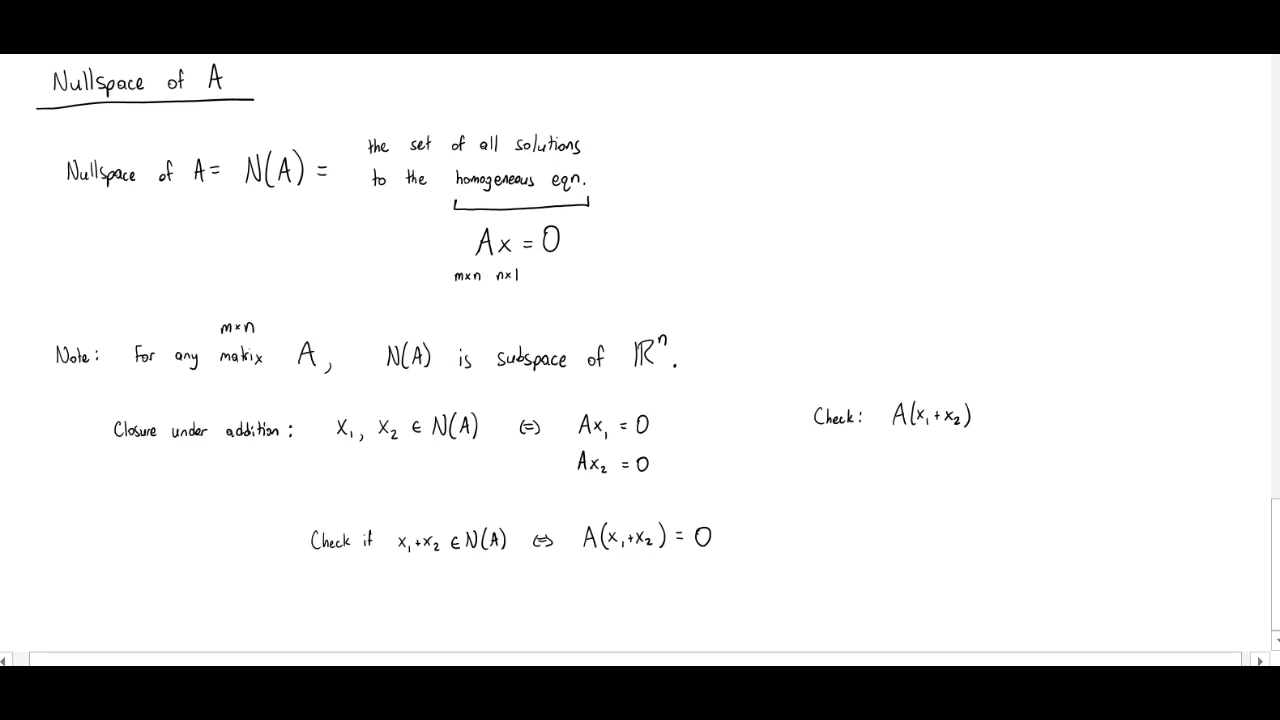 Nullspace of A
Nullspace of A = N(A) = the set of all solutions
to the homogeneous eqn.
Ax = 0
m×n n×1
m×n
Note: For any matrix A, N(A) is subspace of ℝⁿ.
Closure under addition: x₁, x₂ ∈ N(A) ⇔ Ax₁ = 0 Check: A(x₁+x₂)
Ax₂ = 0
Check if x₁+x₂ ∈ N(A) ⇔ A(x₁+x₂) = 0